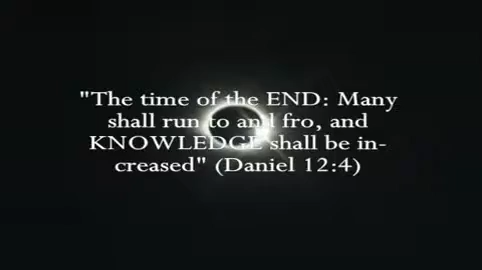 "The time of the END: Many
shall run to and fro, and
KNOWLEDGE shall be in-
creased" (Daniel 12:4)